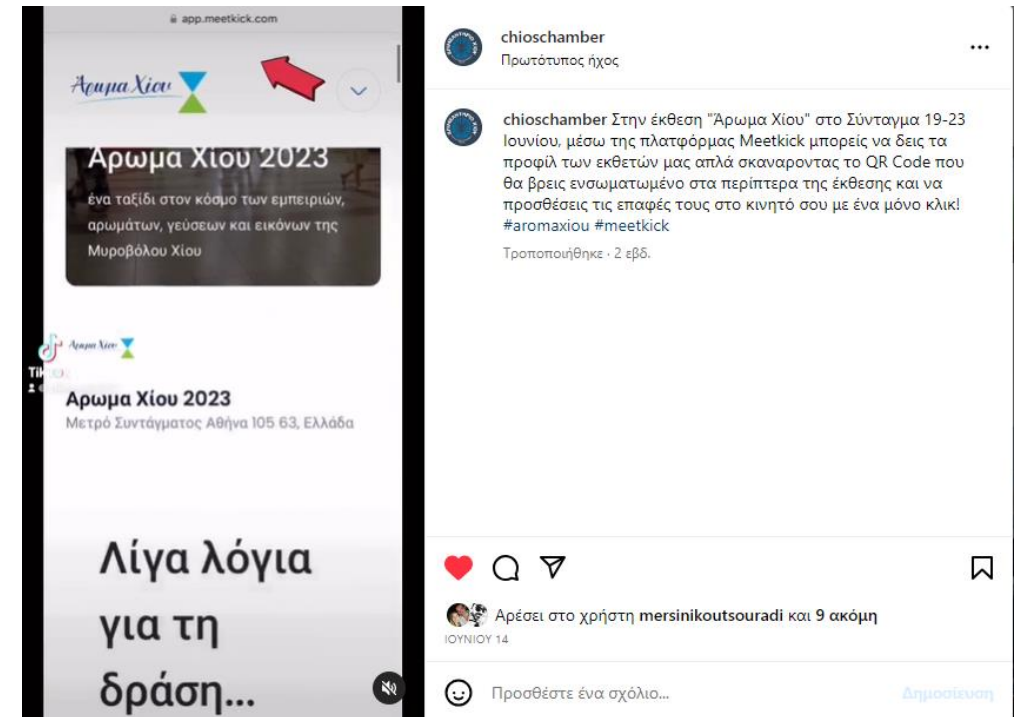 app.meetkick.com
Άρωμα Χίου
Άρωμα Χίου 2023
ένα ταξίδι στον κόσμο των εμπειριών,
αρωμάτων, γεύσεων και εικόνων της
Μυροβόλου Χίου
Άρωμα Χίου
Αρωμα Χίου 2023
Μετρό Συντάγματος Αθήνα 105 63, Ελλάδα
Λίγα λόγια
για τη
δράση...
chioschamber
Πρωτότυπος ήχος
chioschamber Στην έκθεση "Άρωμα Χίου" στο Σύνταγμα 19-23
Ιουνίου, μέσω της πλατφόρμας Meetkick μπορείς να δεις τα
προφίλ των εκθετών μας απλά σκαναροντας το QR Code που
θα βρεις ενσωματωμένο στα περίπτερα της έκθεσης και να
προσθέσεις τις επαφές τους στο κινητό σου με ένα μόνο κλικ!
#aromaxiou #meetkick
Τροποποιήθηκε · 2 εβδ.
Αρέσει στο χρήστη mersinikoutsouradi και 9 ακόμη
ΙΟΥΝΙΟΥ 14
Προσθέστε ένα σχόλιο...
Δημοσίευση